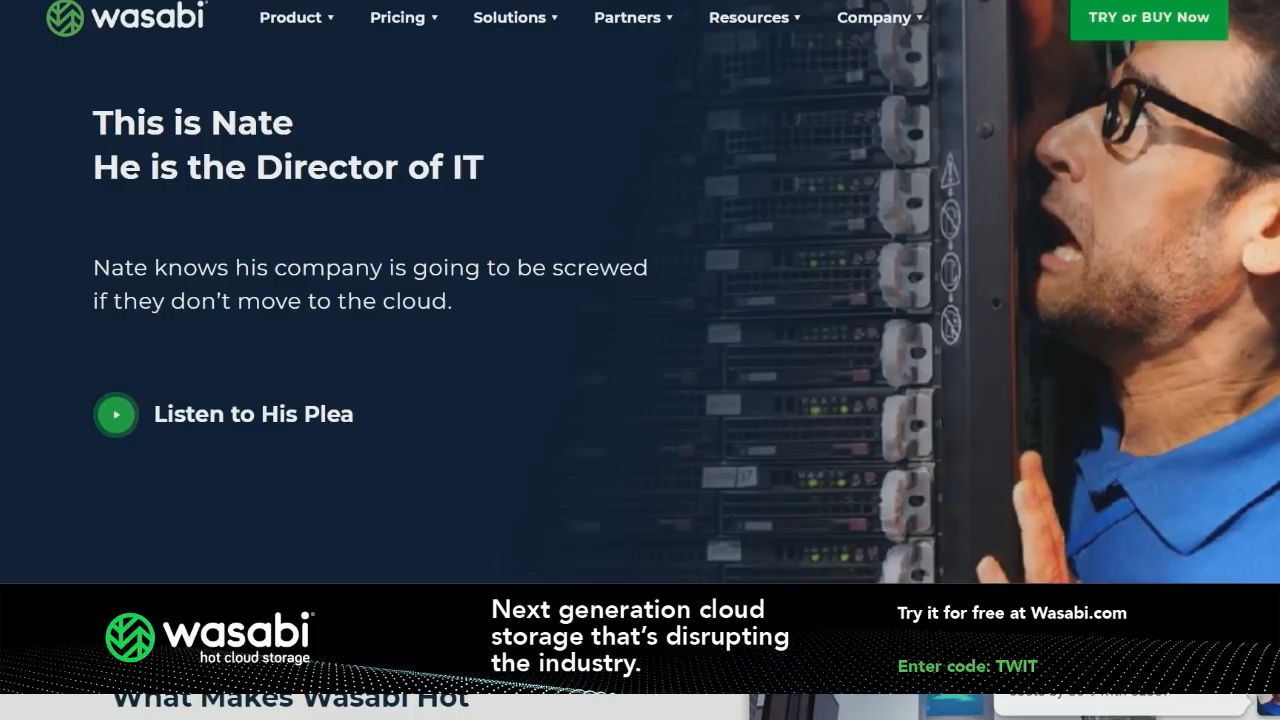 wasabi
Product
Pricing
Solutions
Partners
Resources
Company
TRY or BUY Now
This is Nate
He is the Director of IT
Nate knows his company is going to be screwed
if they don't move to the cloud.
Listen to His Plea
wasabi
hot cloud storage
Next generation cloud
storage that's disrupting
the industry.
Try it for free at Wasabi.com
Enter code: TWIT
What Makes Wasabi Hot